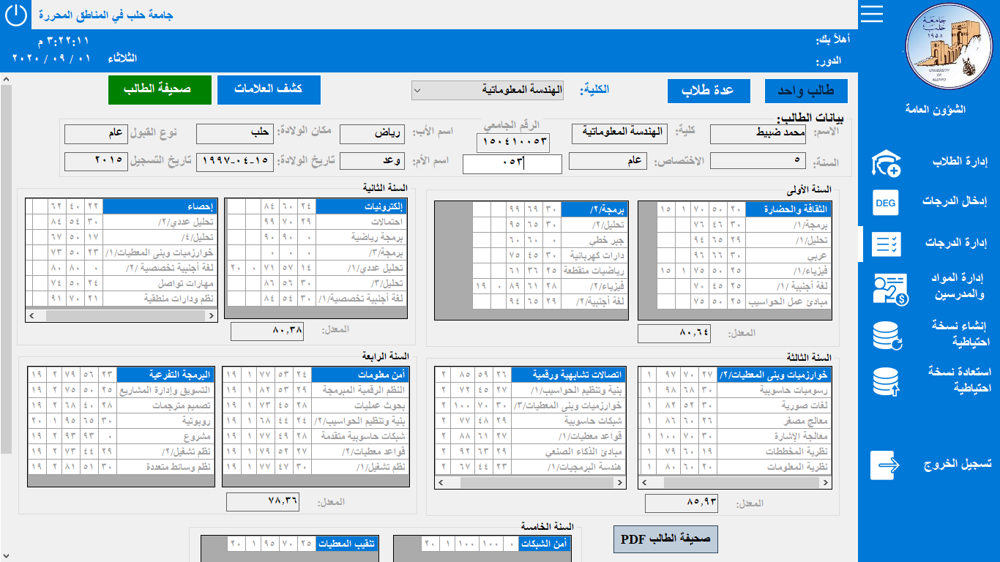 جامعة حلب في المناطق المحررة
أهلاً بك:
الدور:
٣:٢٢:١١ م
الثلاثاء ٠١ / ٠٩ / ٢٠٢٠
جامعة حلب
١٩٥٨
UNIVERSITY OF ALEPPO
الشؤون العامة
إدارة الطلاب
DEG
إدخال الدرجات
إدارة الدرجات
إدارة المواد والمدرسين
إنشاء نسخة احتياطية
استعادة نسخة احتياطية
تسجيل الخروج
طالب واحد
عدة طلاب
الكلية: الهندسة المعلوماتية
كشف العلامات
صحيفة الطالب
بيانات الطالب:
الاسم: محمد ضبيط
كلية: الهندسة المعلوماتية
الرقم الجامعي
١٥٠٤١٠٠٥٣
اسم الأب: رياض
مكان الولادة: حلب
نوع القبول عام
السنة: ٥
الاختصاص: عام
٠٥٣
اسم الأم: وعد
تاريخ الولادة: ١٥-٠٤-١٩٩٧
تاريخ التسجيل ٢٠١٥
السنة الأولى
الثقافة والحضارة ٢٠ ٥٠ ٧٠ ١ ١٥
برمجة/١/ ٣٠ ٤٦ ٧٦
تحليل/١/ ٢٩ ٦٥ ٩٤
عربي ٣٠ ٦٦ ٩٦
فيزياء/١/ ٢٥ ٥٠ ٧٥ ١ ١٥
لغة أجنبية /١/ ٢٥ ٤٥ ٧٠
مبادئ عمل الحواسيب ٢٥ ٥٠ ٧٥
برمجة/٢/ ٣٠ ٦٩ ٩٩
تحليل/٢/ ٣٠ ٦٥ ٩٥
جبر خطي ٠ ٦٠ ٦٠
دارات كهربائية ٣٠ ٤٥ ٧٥
رياضيات متقطعة ٢٥ ٣٦ ٦١
فيزياء/٢/ ٢٨ ٦١ ٨٩ ٠ ١٩
لغة أجنبية/٢/ ٢٩ ٦٥ ٩٤
المعدل: ٨٠,٦٤
السنة الثانية
إلكترونيات ٢٤ ٦٠ ٨٤
احتمالات ٢٩ ٧٠ ٩٩
برمجة رياضية ٠ ٩٠ ٩٠
برمجة/٣/ ٠ ٠ ٠
تحليل عددي/١/ ١٤ ٥٧ ٧١ ٠ ٢٠
تحليل/٣/ ٣٠ ٥٦ ٨٦
لغة أجنبية تخصصية/١/ ٣٠ ٥٤ ٨٤
إحصاء ٢٢ ٤٠ ٦٢
تحليل عددي/٢/ ٣٠ ٥٤ ٨٤
تحليل/٤/ ١٧ ٥٠ ٦٧
خوارزميات وبنى المعطيات/١/ ٢٣ ٥٠ ٧٣
لغة أجنبية تخصصية /٢/ ٠ ٨٠ ٨٠
مهارات تواصل ٢٤ ٥٠ ٧٤
نظم ودارات منطقية ٢١ ٧٠ ٩١
المعدل: ٨٠,٣٨
السنة الثالثة
خوارزميات وبنى المعطيات/٢/ ٢٧ ٧٠ ٩٧ ١
رسوميات حاسوبية ٣٠ ٦٨ ٩٨ ١
لغات صورية ٣٠ ٥٢ ٨٢ ١
معالج مصغر ٢٦ ٦٠ ٨٦ ١
معالجة الإشارة ٣٠ ٧٠ ١٠٠ ١
نظرية المخططات ١٩ ٦٠ ٧٩ ١
نظرية المعلومات ٢٠ ٦٠ ٨٠ ١
اتصالات تشابهية ورقمية ٢٦ ٥٩ ٨٥ ٢
بنية وتنظيم الحواسيب/١/ ٢٧ ٤٥ ٧٢ ٢
خوارزميات وبنى المعطيات/٣/ ٣٠ ٧٠ ١٠٠ ٢
شبكات حاسوبية ٢٩ ٤٨ ٧٧ ٢
قواعد معطيات/١/ ٢٧ ٦١ ٨٨ ٢
مبادئ الذكاء الصنعي ٢٩ ٦٣ ٩٢ ٢
هندسة البرمجيات/١/ ٢٣ ٤٤ ٦٧ ٢
المعدل: ٨٥,٩٣
السنة الرابعة
أمن معلومات ٢٤ ٥٣ ٧٧ ١ ١٩
النظم الرقمية المبرمجة ٢٩ ٥٣ ٨٢ ١ ١٩
بحوث عمليات ٢٨ ٤٥ ٧٣ ١ ١٩
بنية وتنظيم الحواسيب/٢/ ٢٤ ٤٤ ٦٨ ١ ١٩
شبكات حاسوبية متقدمة ٢٨ ٤٩ ٧٧ ١ ١٩
قواعد معطيات/٢/ ٢٧ ٥٢ ٧٩ ١ ١٩
نظم تشغيل/١/ ٣٠ ٤٧ ٧٧ ١ ١٩
البرمجة التفرعية ٢٣ ٥٦ ٧٩ ٢ ١٩
التسويق وإدارة المشاريع ٢٥ ٥٠ ٧٥ ٢ ١٩
تصميم مترجمات ٢٨ ٤٠ ٦٨ ٢ ١٩
روبوتية ٣٠ ٦٥ ٩٥ ١ ٢٠
مشروع ٠ ٩٣ ٩٣ ٢ ١٩
نظم تشغيل/٢/ ٢٩ ٤٤ ٧٣ ٢ ١٩
نظم وسائط متعددة ٣٠ ٥١ ٨١ ٢ ١٩
المعدل: ٧٨,٣٦
السنة الخامسة
أمن الشبكات ٠ ١٠٠ ١٠٠ ١ ٢٠
تنقيب المعطيات ٢٥ ٧٠ ٩٥ ١ ٢٠
صحيفة الطالب PDF